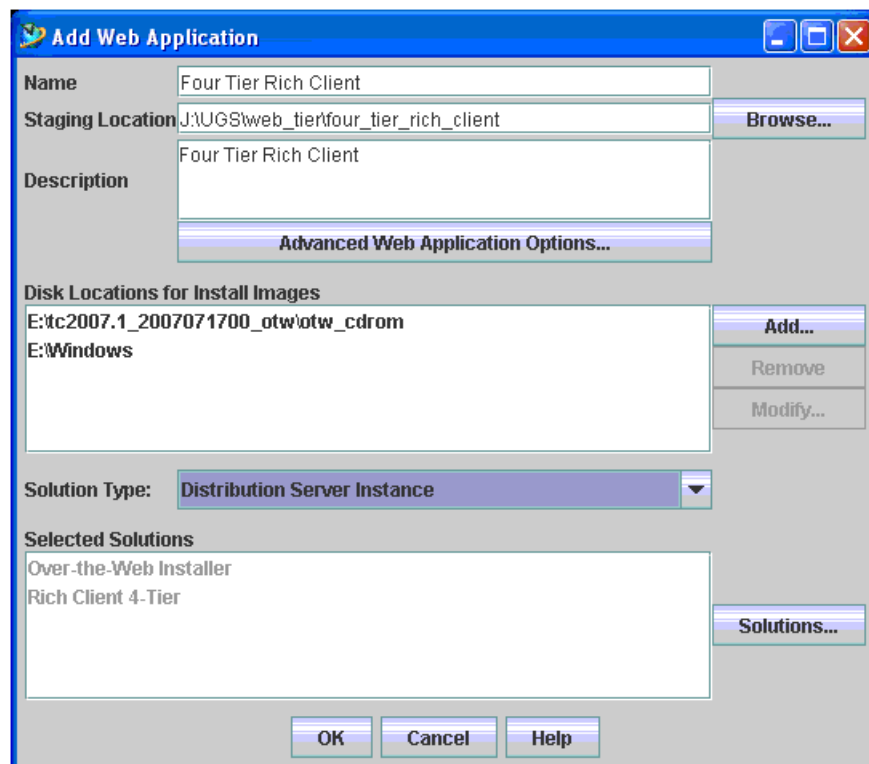 Add Web Application
Name Four Tier Rich Client
Staging Location J:\UGS\web_tier\four_tier_rich_client Browse...
Description Four Tier Rich Client
Advanced Web Application Options...
Disk Locations for Install Images
E:\tc2007.1_2007071700_otw\otw_cdrom Add...
E:\Windows
Remove
Modify...
Solution Type: Distribution Server Instance
Selected Solutions
Over-the-Web Installer
Rich Client 4-Tier
Solutions...
OK Cancel Help